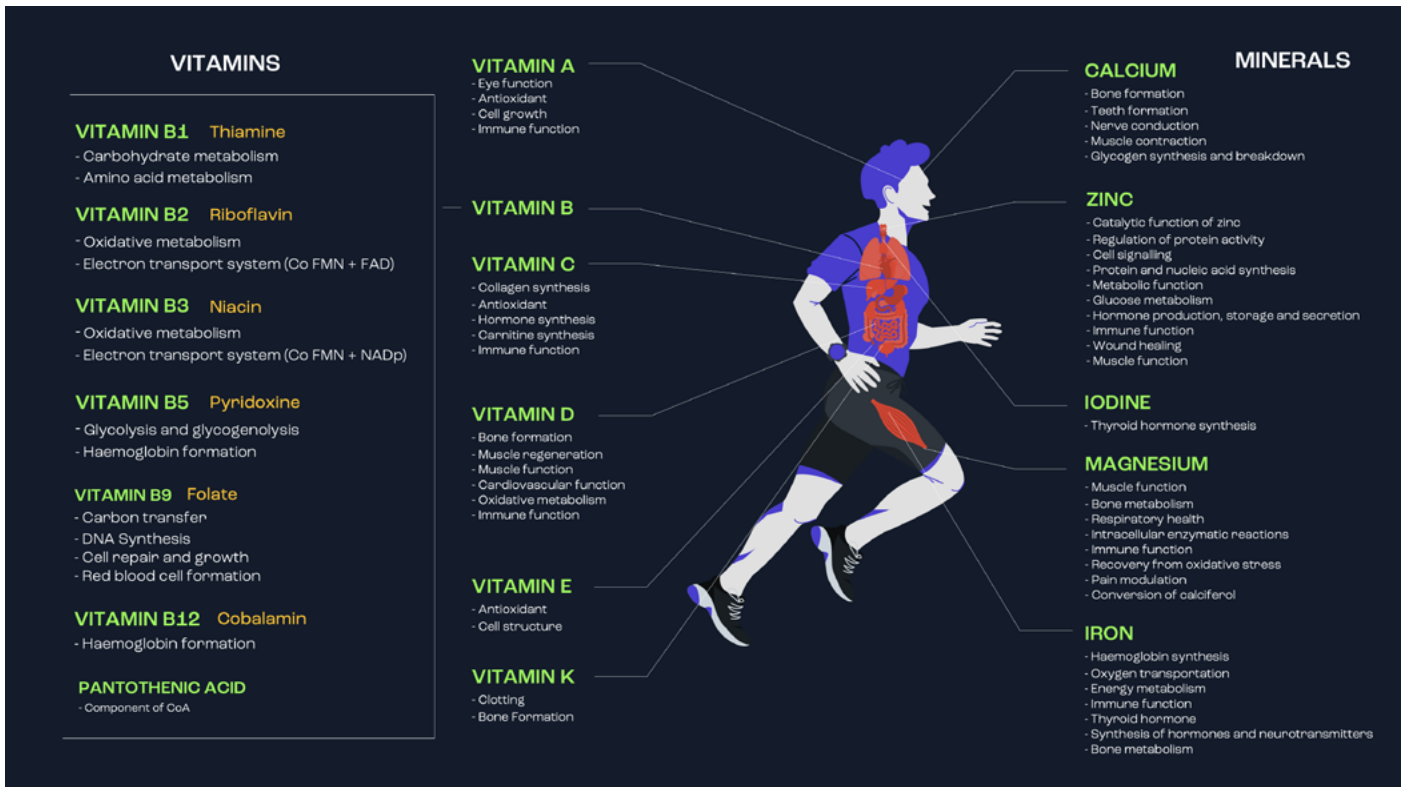 VITAMINS
VITAMIN B1 Thiamine
- Carbohydrate metabolism
- Amino acid metabolism
VITAMIN B2 Riboflavin
- Oxidative metabolism
- Electron transport system (Co FMN + FAD)
VITAMIN B3 Niacin
- Oxidative metabolism
- Electron transport system (Co FMN + NADp)
VITAMIN B5 Pyridoxine
- Glycolysis and glycogenolysis
- Haemoglobin formation
VITAMIN B9 Folate
- Carbon transfer
- DNA Synthesis
- Cell repair and growth
- Red blood cell formation
VITAMIN B12 Cobalamin
- Haemoglobin formation
PANTOTHENIC ACID
- Component of CoA
VITAMIN A
- Eye function
- Antioxidant
- Cell growth
- Immune function
VITAMIN B
VITAMIN C
- Collagen synthesis
- Antioxidant
- Hormone synthesis
- Carnitine synthesis
- Immune function
VITAMIN D
- Bone formation
- Muscle regeneration
- Muscle function
- Cardiovascular function
- Oxidative metabolism
- Immune function
VITAMIN E
- Antioxidant
- Cell structure
VITAMIN K
- Clotting
- Bone Formation
MINERALS
CALCIUM
- Bone formation
- Teeth formation
- Nerve conduction
- Muscle contraction
- Glycogen synthesis and breakdown
ZINC
- Catalytic function of zinc
- Regulation of protein activity
- Cell signalling
- Protein and nucleic acid synthesis
- Metabolic function
- Glucose metabolism
- Hormone production, storage and secretion
- Immune function
- Wound healing
- Muscle function
IODINE
- Thyroid hormone synthesis
MAGNESIUM
- Muscle function
- Bone metabolism
- Respiratory health
- Intracellular enzymatic reactions
- Immune function
- Recovery from oxidative stress
- Pain modulation
- Conversion of calciferol
IRON
- Haemoglobin synthesis
- Oxygen transportation
- Energy metabolism
- Immune function
- Thyroid hormone
- Synthesis of hormones and neurotransmitters
- Bone metabolism